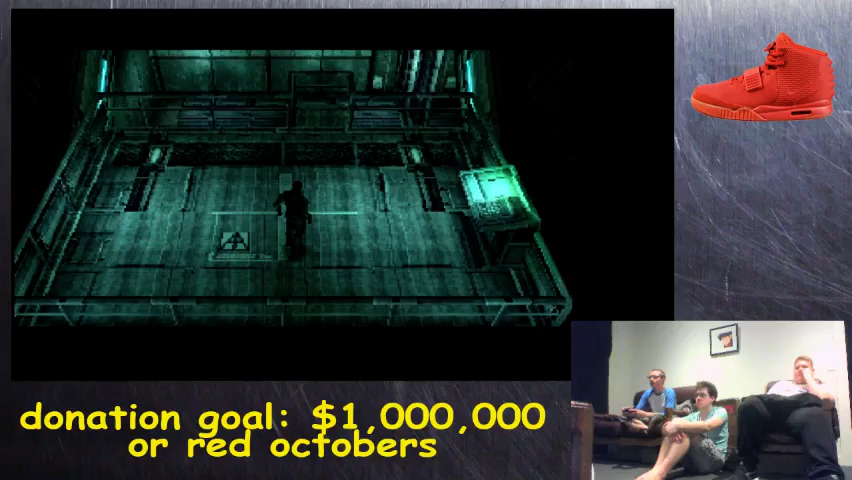 donation goal: $1,000,000
or red octobers